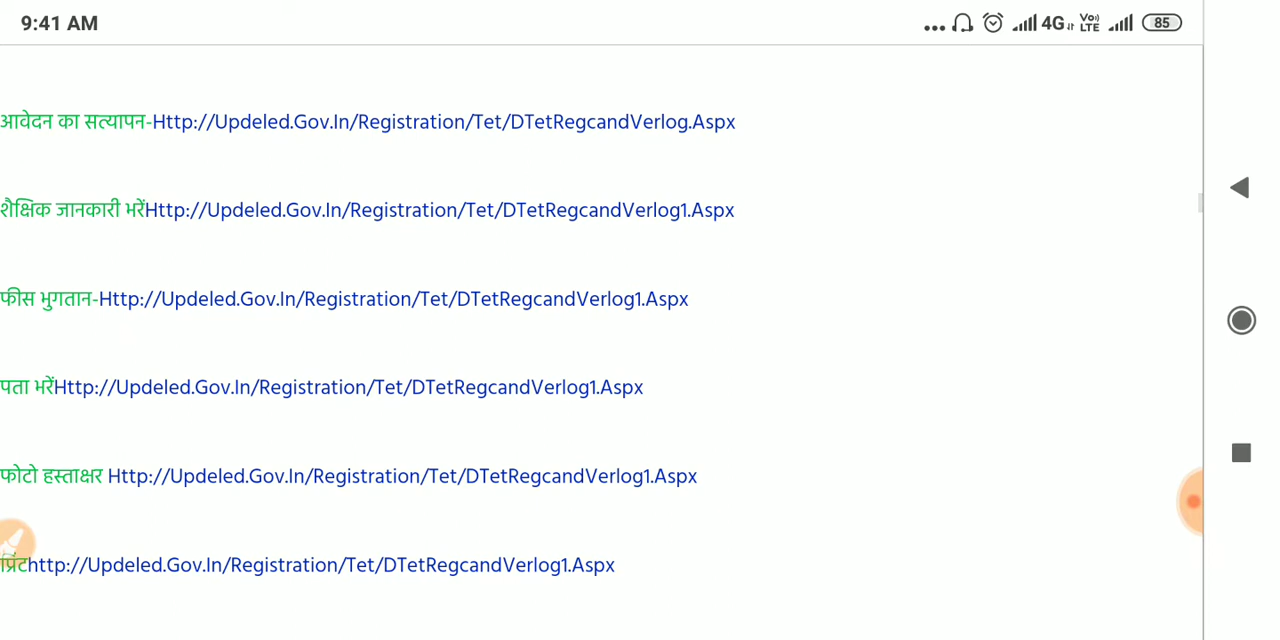 9:41 AM
4G
Vo))
LTE
85
आवेदन का सत्यापन-Http://Updeled.Gov.In/Registration/Tet/DTetRegcandVerlog.Aspx
शैक्षिक जानकारी भरेंHttp://Updeled.Gov.In/Registration/Tet/DTetRegcandVerlog1.Aspx
फीस भुगतान-Http://Updeled.Gov.In/Registration/Tet/DTetRegcandVerlog1.Aspx
पता भरेंHttp://Updeled.Gov.In/Registration/Tet/DTetRegcandVerlog1.Aspx
फोटो हस्ताक्षर Http://Updeled.Gov.In/Registration/Tet/DTetRegcandVerlog1.Aspx
प्रिंटhttp://Updeled.Gov.In/Registration/Tet/DTetRegcandVerlog1.Aspx